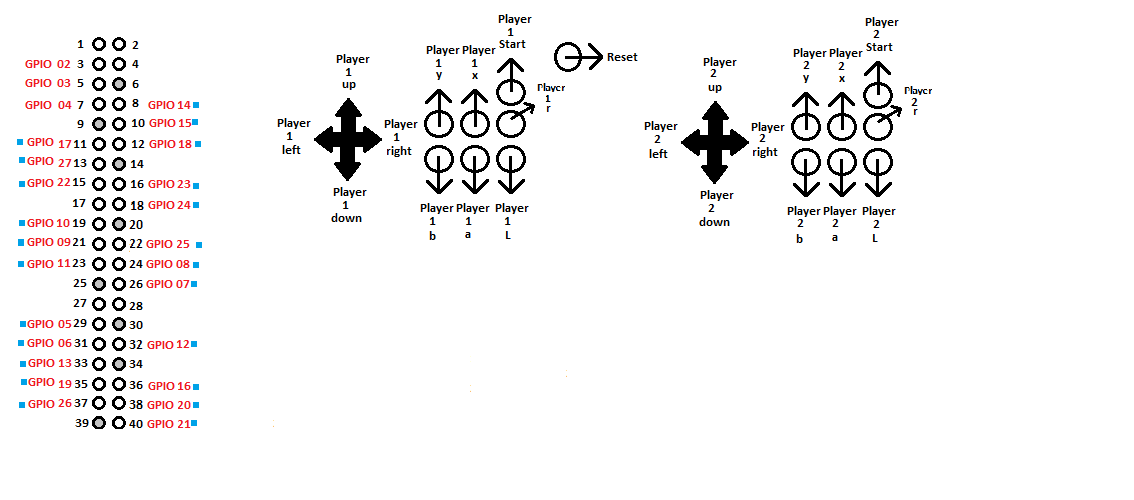 1 2
GPIO 02 3 4
GPIO 03 5 6
GPIO 04 7 8 GPIO 14
9 10 GPIO 15
GPIO 17 11 12 GPIO 18
GPIO 27 13 14
GPIO 22 15 16 GPIO 23
17 18 GPIO 24
GPIO 10 19 20
GPIO 09 21 22 GPIO 25
GPIO 11 23 24 GPIO 08
25 26 GPIO 07
27 28
GPIO 05 29 30
GPIO 06 31 32 GPIO 12
GPIO 13 33 34
GPIO 19 35 36 GPIO 16
GPIO 26 37 38 GPIO 20
39 40 GPIO 21
Player
1
up
Player
1
left
Player
1
right
Player
1
down
Player
1
y
Player
1
x
Player
1
Start
Player
1
r
Reset
Player
1
b
Player
1
a
Player
1
L
Player
2
up
Player
2
left
Player
2
right
Player
2
down
Player
2
y
Player
2
x
Player
2
Start
Player
2
r
Player
2
b
Player
2
a
Player
2
L